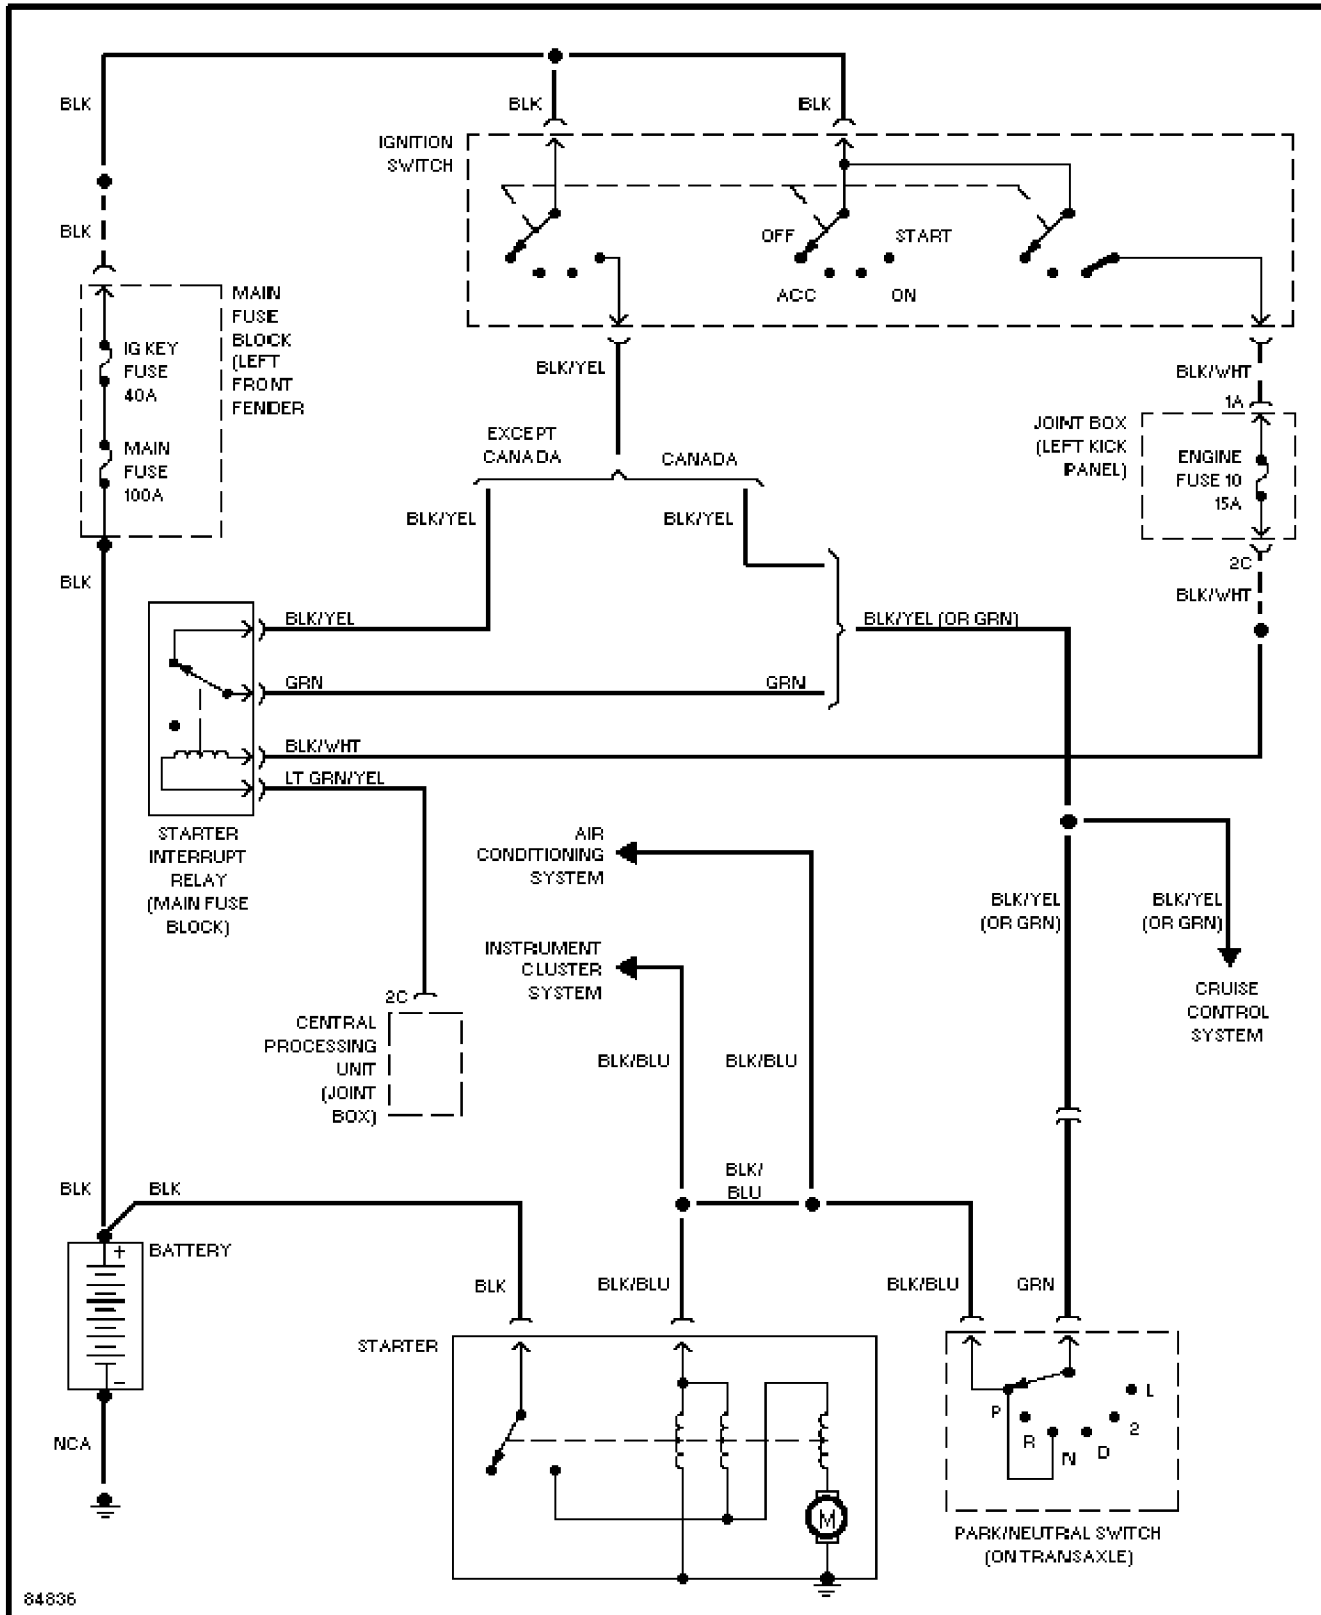 BLK
BLK
BLK
IGNITION
SWITCH
BLK
OFF
START
ACC
ON
MAIN
FUSE
BLOCK
(LEFT
FRONT
FENDER
IG KEY
FUSE
40A
MAIN
FUSE
100A
BLK/YEL
BLK/WHT
1A
JOINT BOX
(LEFT KICK
PANEL)
ENGINE
FUSE 10
15A
2C
BLK/WHT
EXCEPT
CANADA
CANADA
BLK/YEL
BLK/YEL
BLK
BLK/YEL
BLK/YEL (OR GRN)
GRN
GRN
BLK/WHT
LT GRN/YEL
STARTER
INTERRUPT
RELAY
(MAIN FUSE
BLOCK)
AIR
CONDITIONING
SYSTEM
BLK/YEL
(OR GRN)
BLK/YEL
(OR GRN)
INSTRUMENT
CLUSTER
SYSTEM
CRUISE
CONTROL
SYSTEM
2C
CENTRAL
PROCESSING
UNIT
(JOINT
BOX)
BLK/BLU
BLK/BLU
BLK
BLK
BLK/
BLU
+
BATTERY
-
BLK
BLK/BLU
BLK/BLU
GRN
STARTER
NCA
P
R
N
D
2
L
M
PARK/NEUTRAL SWITCH
(ON TRANSAXLE)
84836